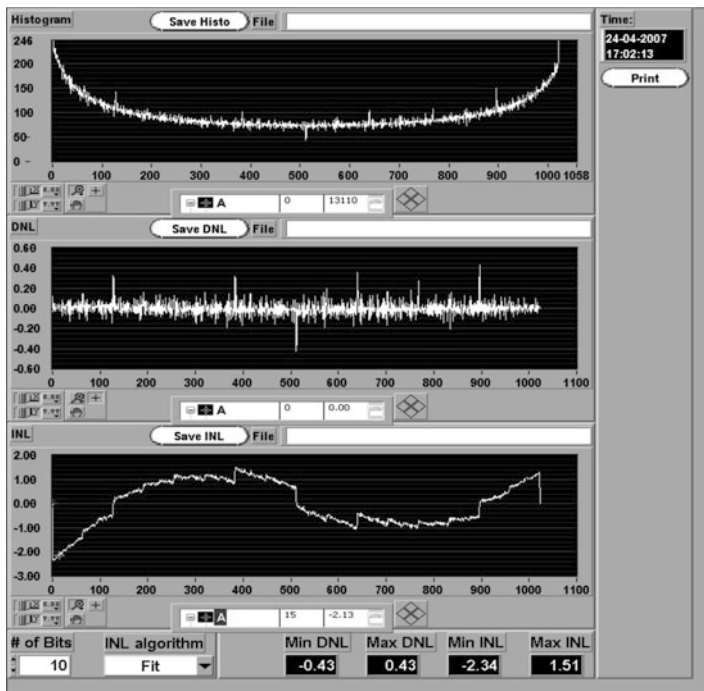 Histogram Save Histo File Time:
24-04-2007
17:02:13
Print
246
200
150
100
50
0
0 100 200 300 400 500 600 700 800 900 1000 1058
A 0 13110
DNL Save DNL File
0.60
0.40
0.20
0.00
-0.20
-0.40
-0.60
0 100 200 300 400 500 600 700 800 900 1000 1100
A 0 0.00
INL Save INL File
2.00
1.00
0.00
-1.00
-2.00
-3.00
0 100 200 300 400 500 600 700 800 900 1000 1100
A 15 -2.13
# of Bits INL algorithm Min DNL Max DNL Min INL Max INL
10 Fit -0.43 0.43 -2.34 1.51